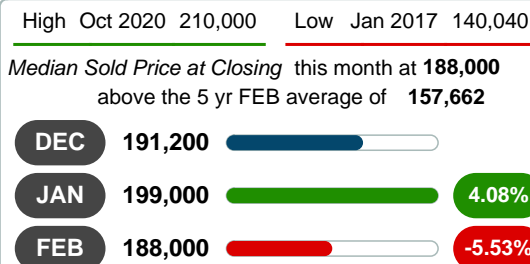 High Oct 2020 210,000 Low Jan 2017 140,040
Median Sold Price at Closing this month at 188,000
above the 5 yr FEB average of 157,662
DEC 191,200
JAN 199,000 4.08%
FEB 188,000 -5.53%